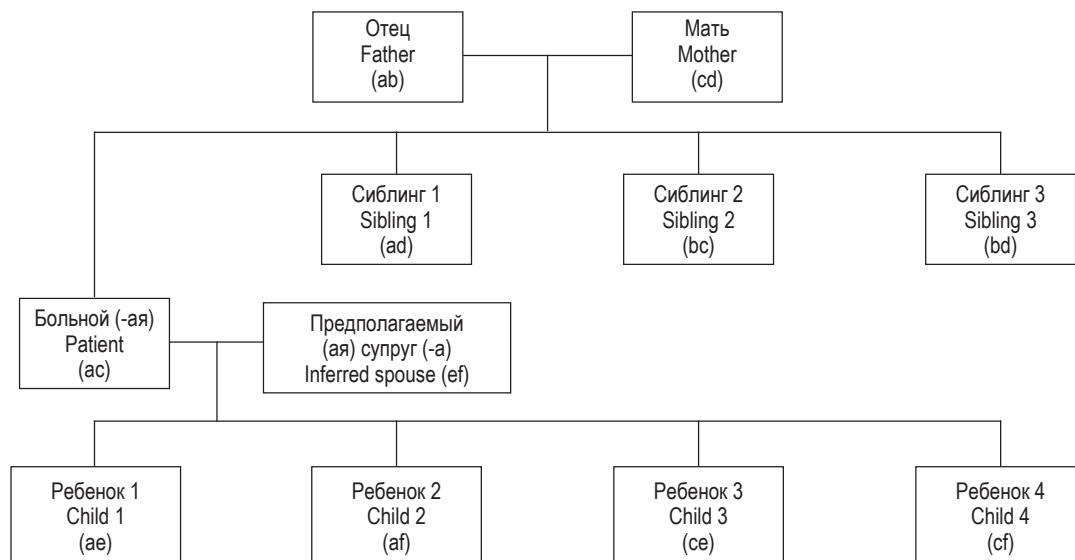 Отец
Father
(ab)
Мать
Mother
(cd)
Сиблинг 1
Sibling 1
(ad)
Сиблинг 2
Sibling 2
(bc)
Сиблинг 3
Sibling 3
(bd)
Больной (-ая)
Patient
(ac)
Предполагаемый
(ая) супруг (-а)
Inferred spouse (ef)
Ребенок 1
Child 1
(ae)
Ребенок 2
Child 2
(af)
Ребенок 3
Child 3
(ce)
Ребенок 4
Child 4
(cf)